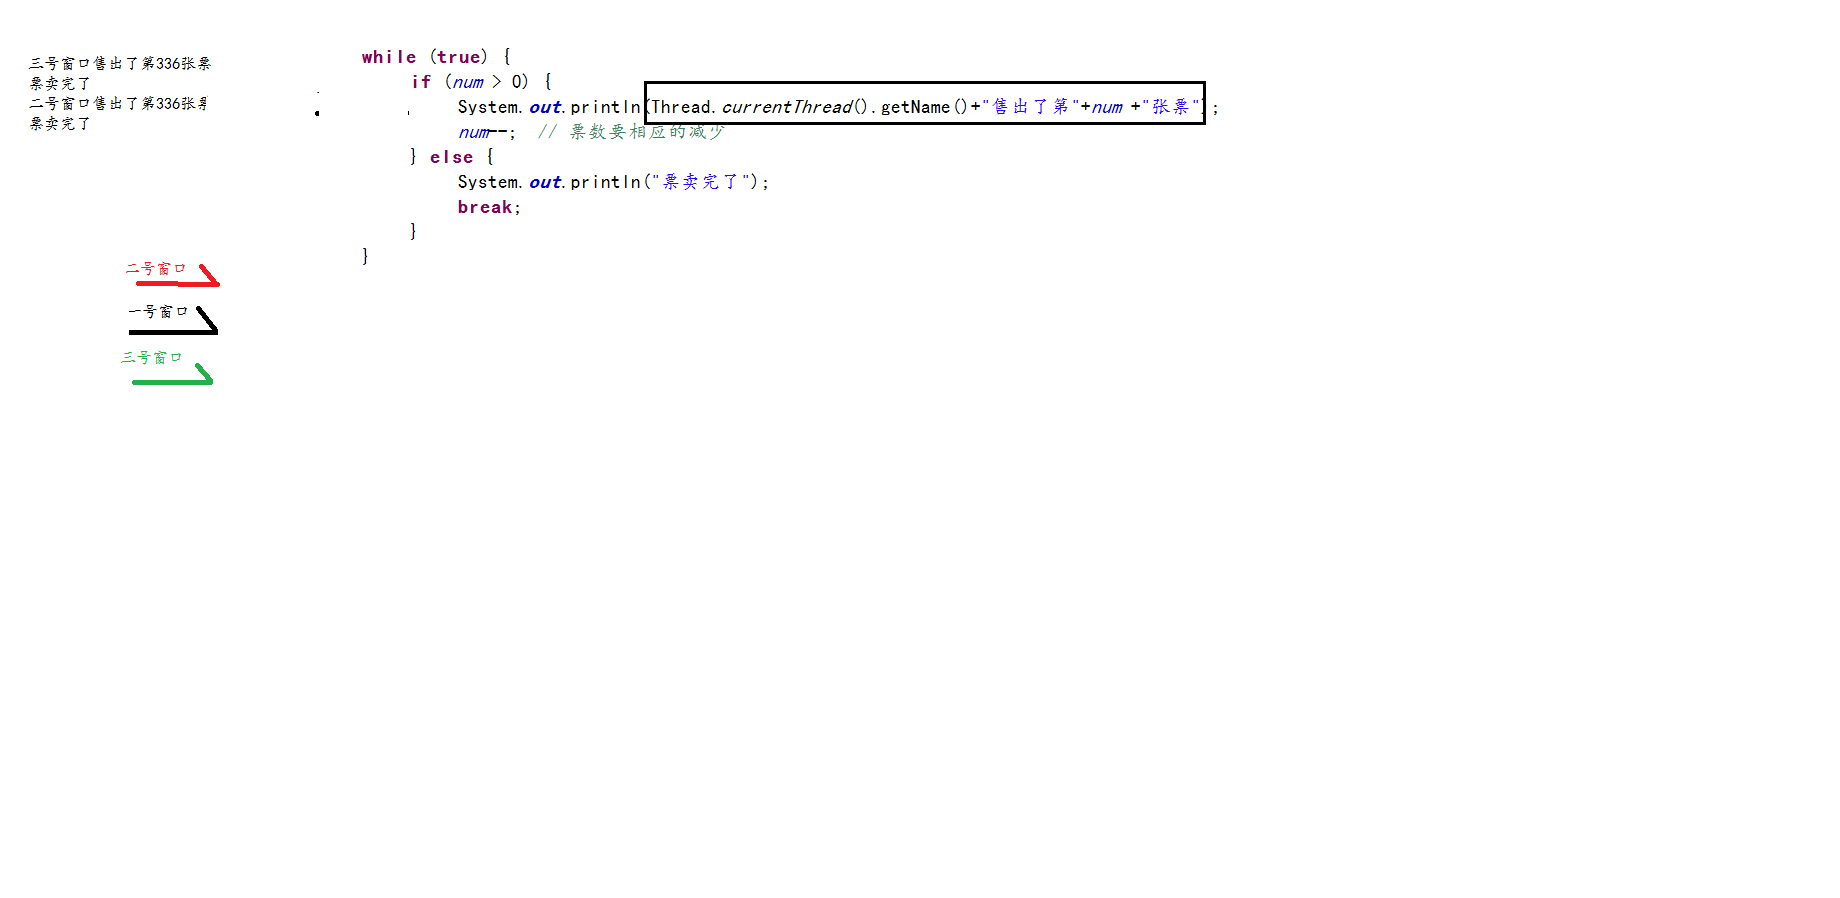 三号窗口售出了第336张票
票卖完了
二号窗口售出了第336张
票卖完了
while (true) {
if (num > 0) {
System.out.println(Thread.currentThread().getName()+"售出了第"+num +"张票");
num--; // 票数要相应的减少
} else {
System.out.println("票卖完了");
break;
}
}
二号窗口
一号窗口
三号窗口